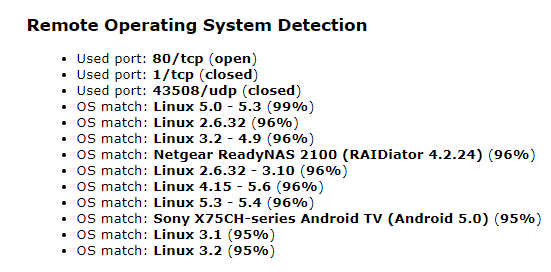 Remote Operating System Detection
Used port: 80/tcp (open)
Used port: 1/tcp (closed)
Used port: 43508/udp (closed)
OS match: Linux 5.0 - 5.3 (99%)
OS match: Linux 2.6.32 (96%)
OS match: Linux 3.2 - 4.9 (96%)
OS match: Netgear ReadyNAS 2100 (RAIDiator 4.2.24) (96%)
OS match: Linux 2.6.32 - 3.10 (96%)
OS match: Linux 4.15 - 5.6 (96%)
OS match: Linux 5.3 - 5.4 (96%)
OS match: Sony X75CH-series Android TV (Android 5.0) (95%)
OS match: Linux 3.1 (95%)
OS match: Linux 3.2 (95%)